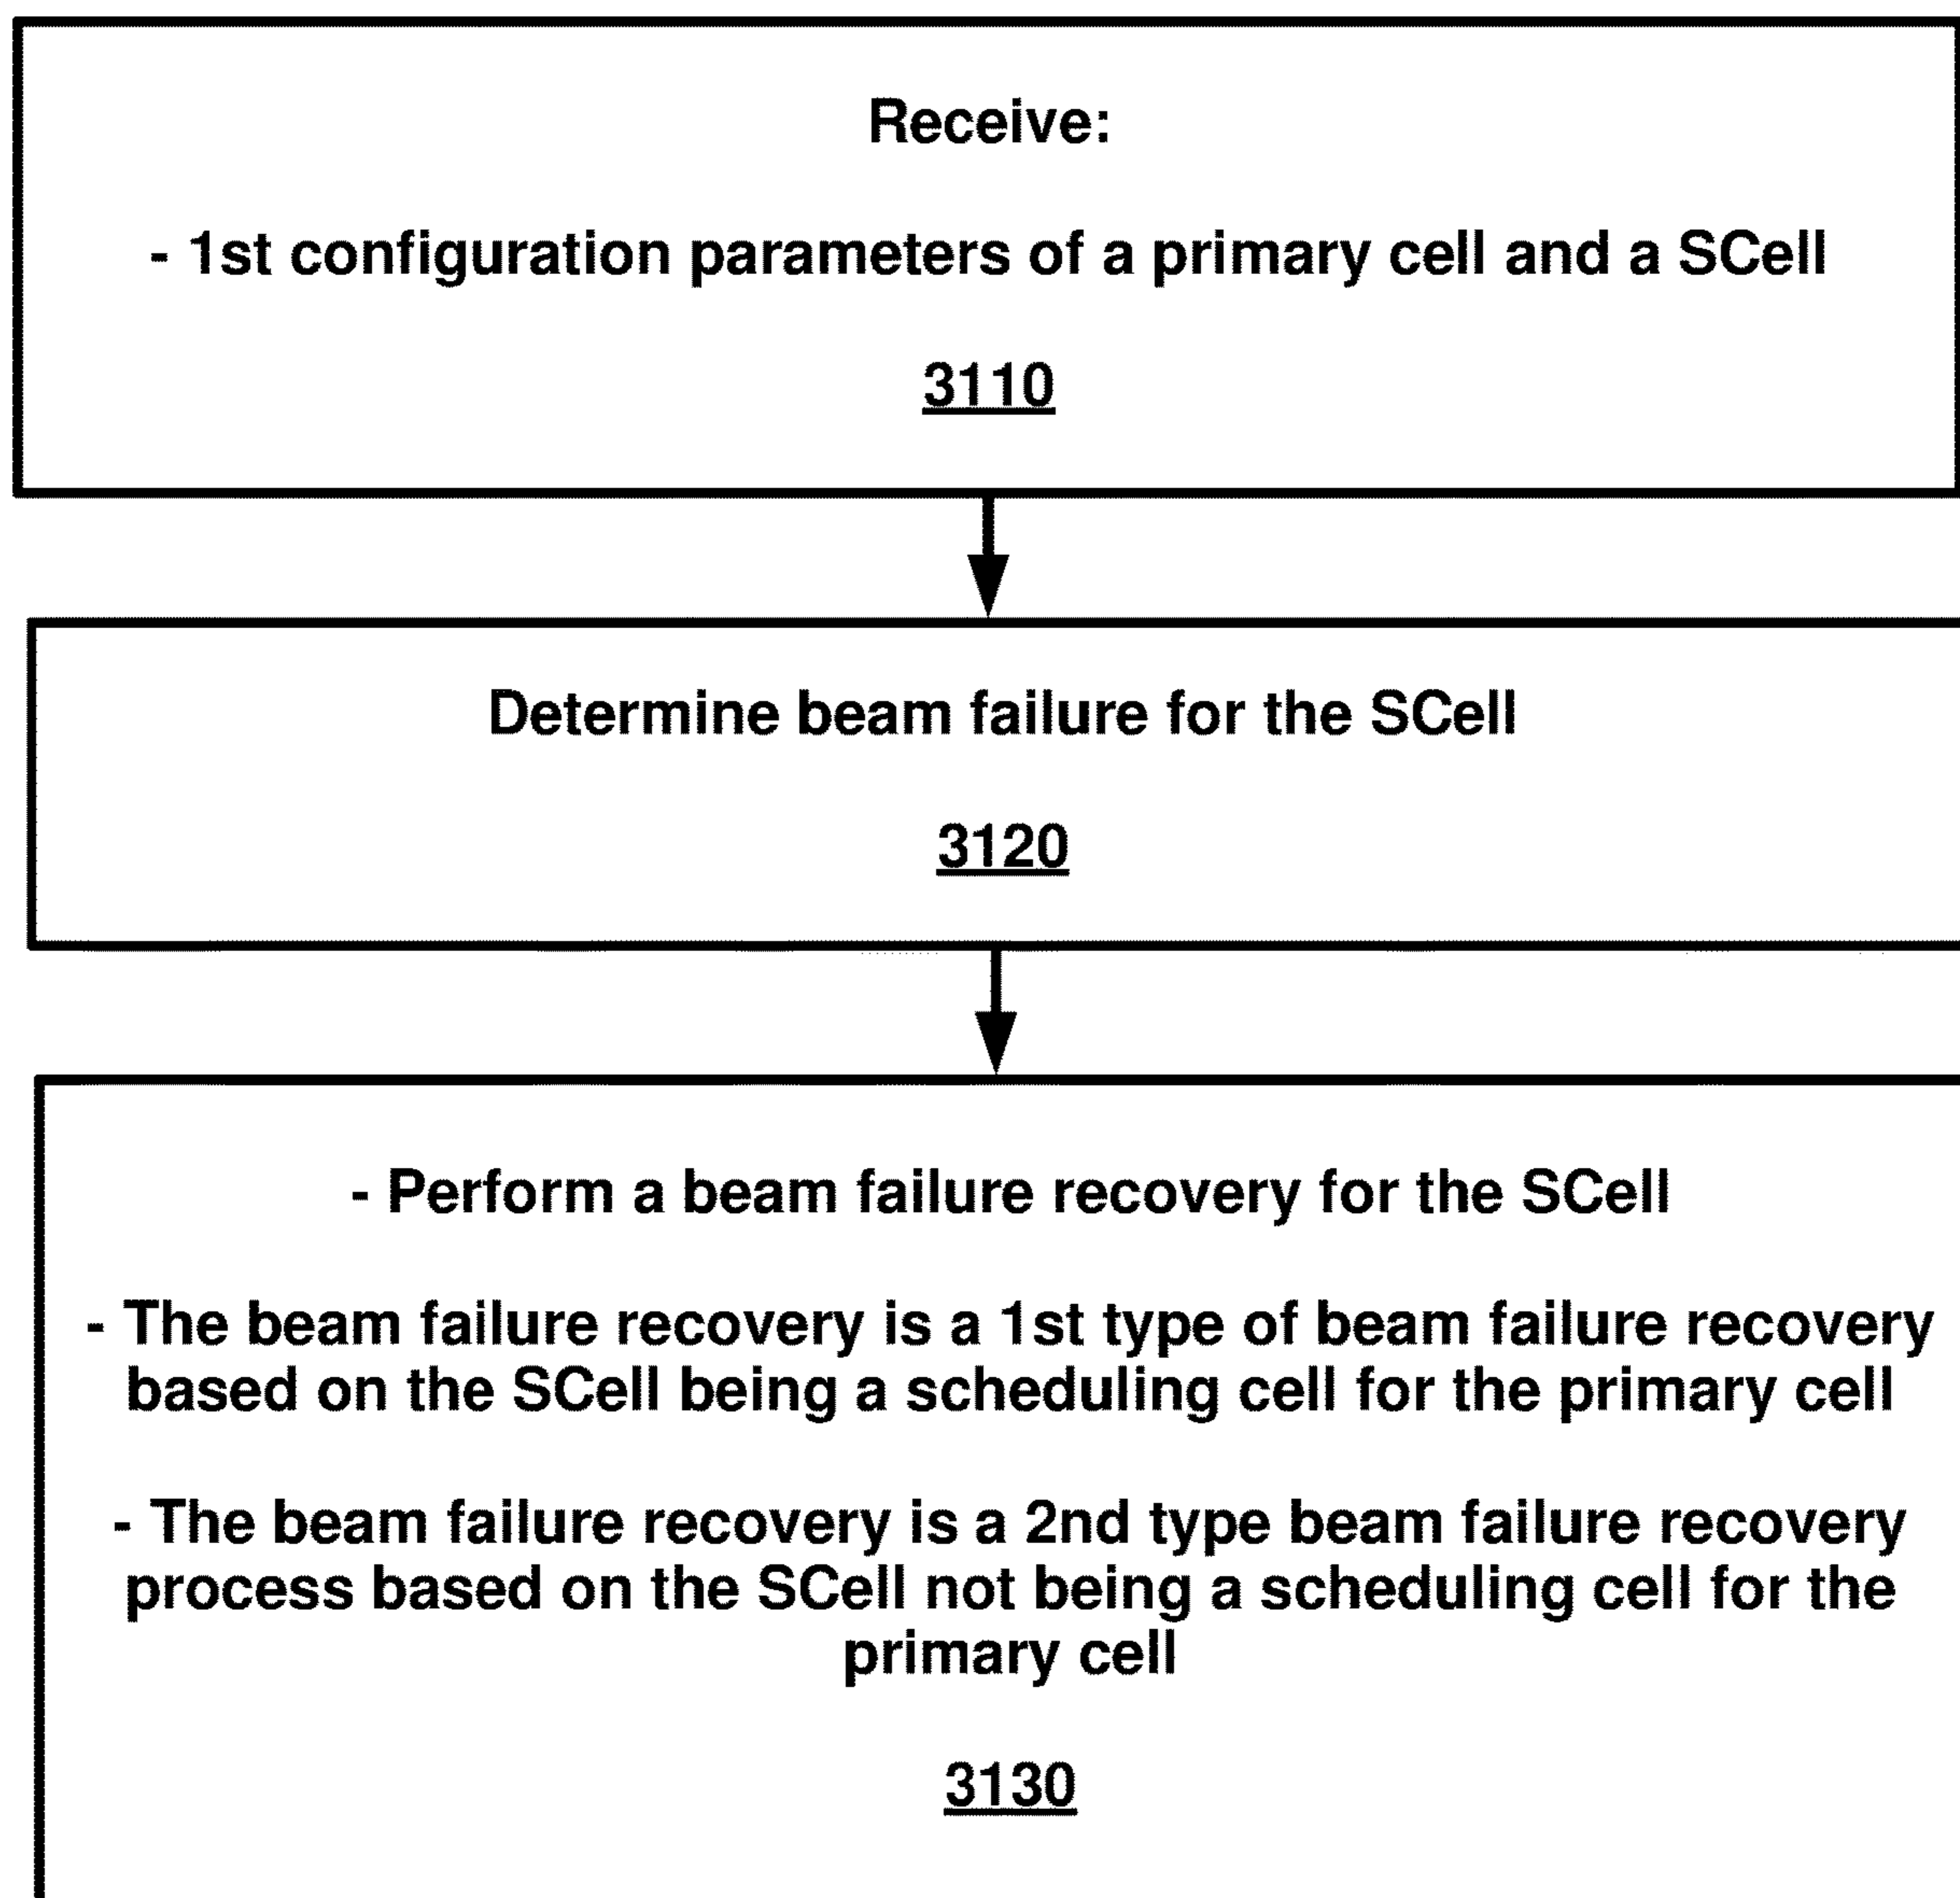 Receive:
- 1st configuration parameters of a primary cell and a SCell
3110
Determine beam failure for the SCell
3120
- Perform a beam failure recovery for the SCell
- The beam failure recovery is a 1st type of beam failure recovery
based on the SCell being a scheduling cell for the primary cell
- The beam failure recovery is a 2nd type beam failure recovery
process based on the SCell not being a scheduling cell for the
primary cell
3130